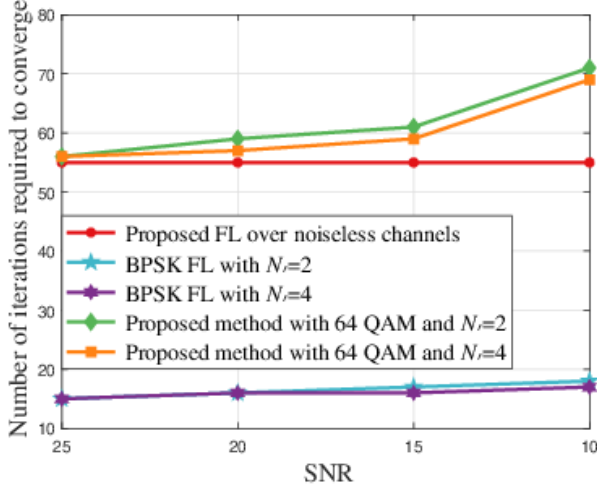 Number of iterations required to converge
80
70
60
50
40
30
20
10
Proposed FL over noiseless channels
BPSK FL with Nᵣ=2
BPSK FL with Nᵣ=4
Proposed method with 64 QAM and Nᵣ=2
Proposed method with 64 QAM and Nᵣ=4
25 20 15 10
SNR